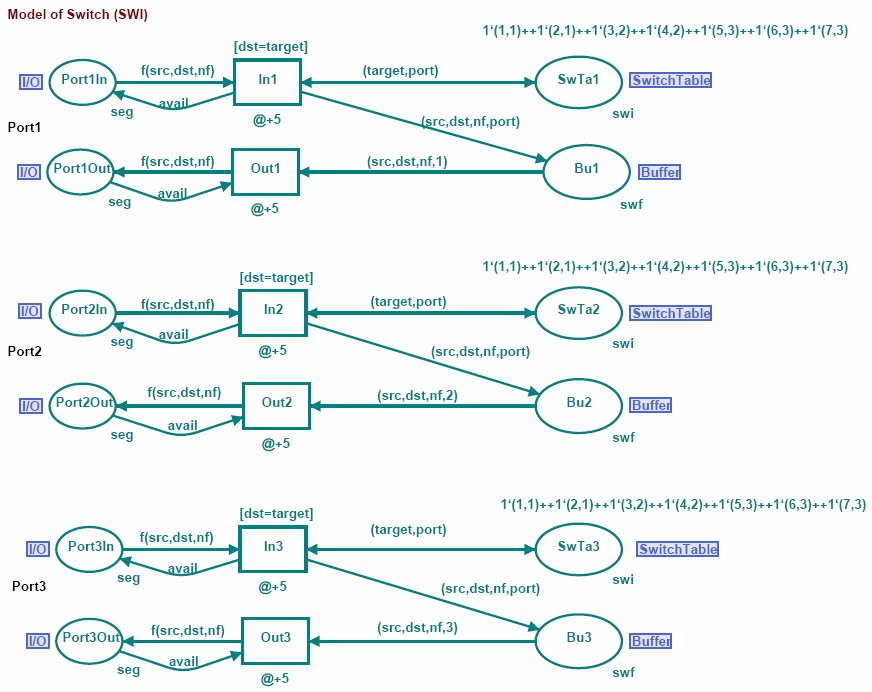 Model of Switch (SWI)
1‘(1,1)++1‘(2,1)++1‘(3,2)++1‘(4,2)++1‘(5,3)++1‘(6,3)++1‘(7,3)
[dst=target]
I/O
Port1In
f(src,dst,nf)
In1
(target,port)
SwTa1
SwitchTable
avail
seg
@+5
swi
Port1
(src,dst,nf,port)
I/O
Port1Out
f(src,dst,nf)
Out1
(src,dst,nf,1)
Bu1
Buffer
avail
seg
@+5
swf
1‘(1,1)++1‘(2,1)++1‘(3,2)++1‘(4,2)++1‘(5,3)++1‘(6,3)++1‘(7,3)
[dst=target]
I/O
Port2In
f(src,dst,nf)
In2
(target,port)
SwTa2
SwitchTable
avail
seg
@+5
swi
Port2
(src,dst,nf,port)
I/O
Port2Out
f(src,dst,nf)
Out2
(src,dst,nf,2)
Bu2
Buffer
avail
seg
@+5
swf
1‘(1,1)++1‘(2,1)++1‘(3,2)++1‘(4,2)++1‘(5,3)++1‘(6,3)++1‘(7,3)
[dst=target]
I/O
Port3In
f(src,dst,nf)
In3
(target,port)
SwTa3
SwitchTable
avail
seg
@+5
swi
Port3
(src,dst,nf,port)
I/O
Port3Out
f(src,dst,nf)
Out3
(src,dst,nf,3)
Bu3
Buffer
avail
seg
@+5
swf